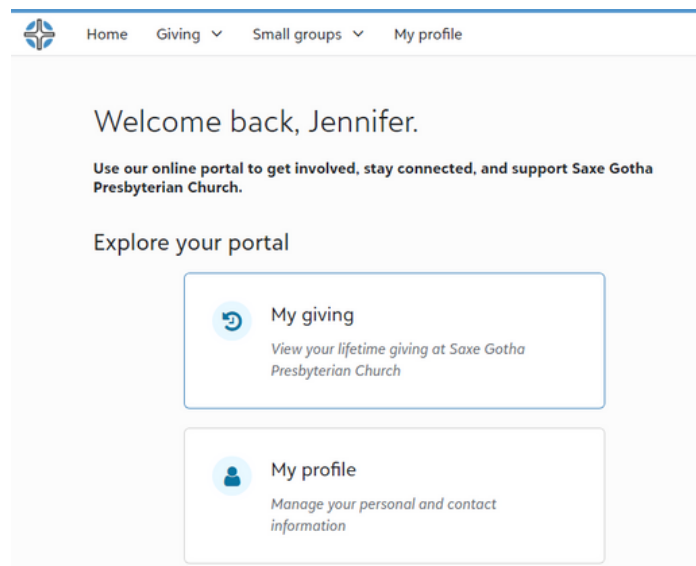 Home Giving Small groups My profile
Welcome back, Jennifer.
Use our online portal to get involved, stay connected, and support Saxe Gotha
Presbyterian Church.
Explore your portal
My giving
View your lifetime giving at Saxe Gotha
Presbyterian Church
My profile
Manage your personal and contact
information